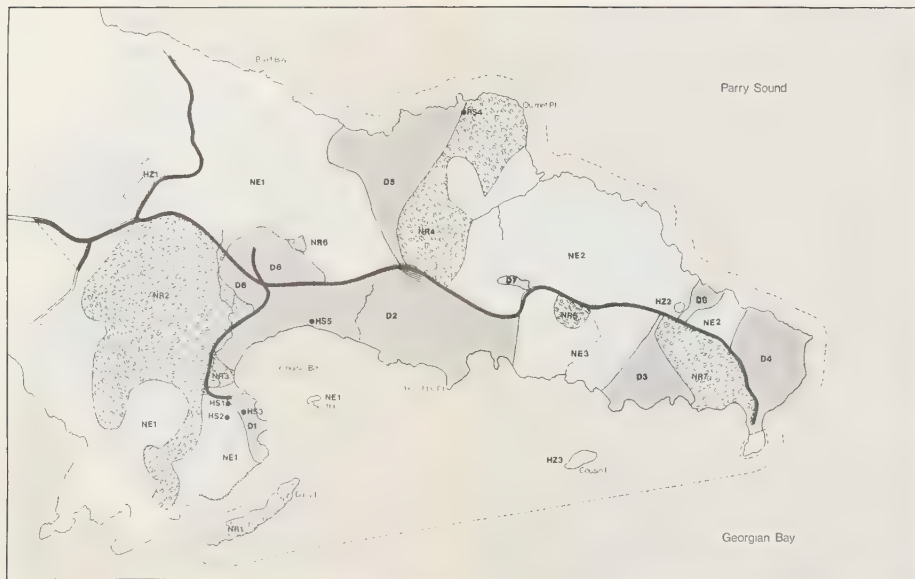 Parry Sound
HS4
HZ1
NE1
D5
NR4
NR6
D6
D6
NE2
D7
NR2
NR5
HZ2
D8
NE2
HS5
D2
NE3
D3
NR7
D4
NR3
HS1
HS2
HS3
D1
NE1
NE1
NE1
HZ3
NR1
Georgian Bay